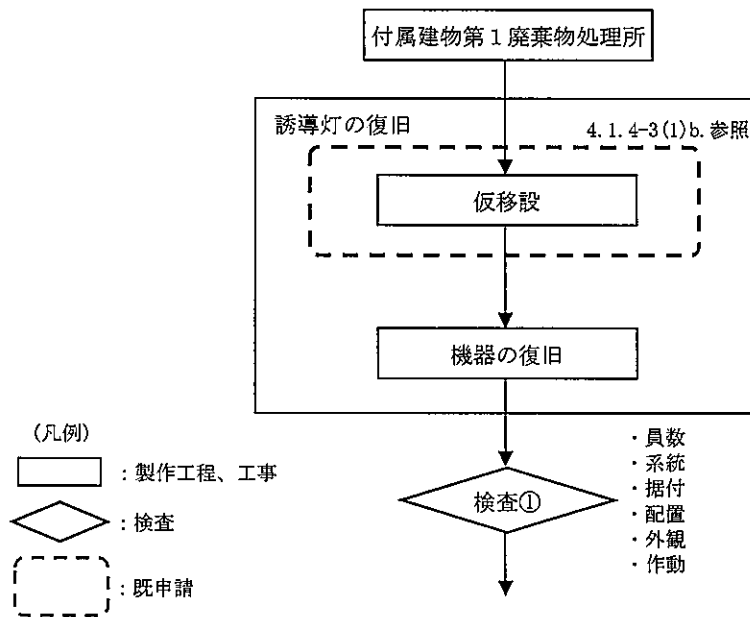 付属建物第１廃棄物処理所
誘導灯の復旧
4.1.4-3(1)b.参照
仮移設
機器の復旧
検査①
・員数
・系統
・据付
・配置
・外観
・作動
(凡例)
：製作工程、工事
：検査
：既申請